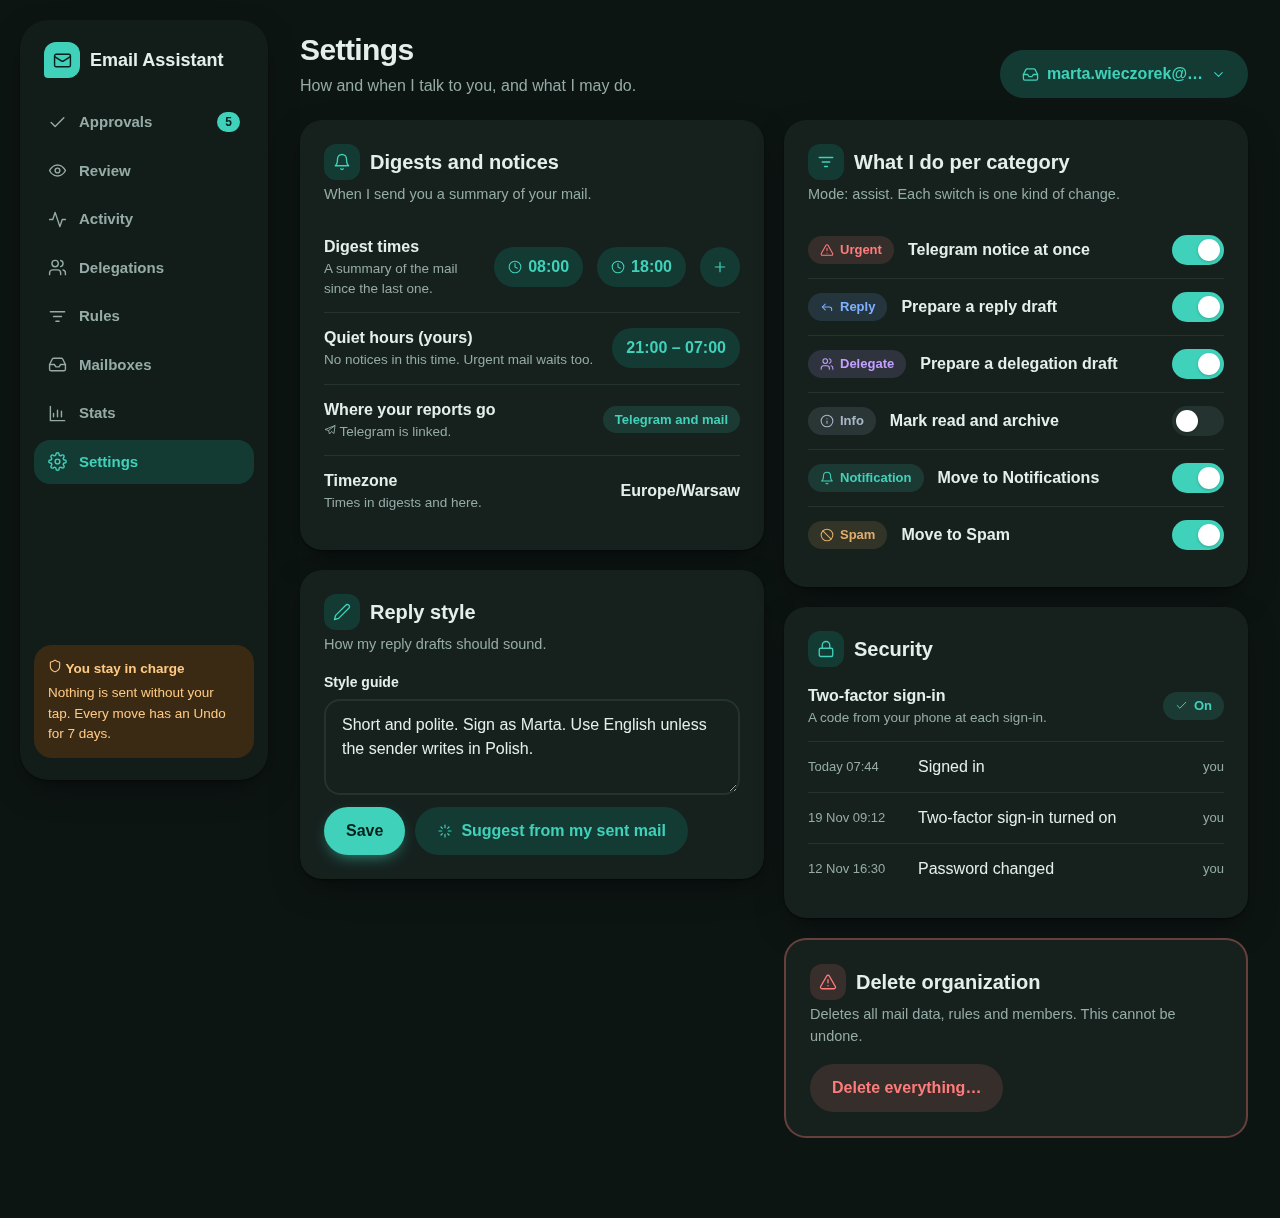 Email Assistant
Approvals
5
Review
Activity
Delegations
Rules
Mailboxes
Stats
Settings
You stay in charge
Nothing is sent without your
tap. Every move has an Undo
for 7 days.
Settings
How and when I talk to you, and what I may do.
marta.wieczorek@…
Digests and notices
When I send you a summary of your mail.
Digest times
A summary of the mail
since the last one.
08:00
18:00
Quiet hours (yours)
No notices in this time. Urgent mail waits too.
21:00 – 07:00
Where your reports go
Telegram is linked.
Telegram and mail
Timezone
Times in digests and here.
Europe/Warsaw
Reply style
How my reply drafts should sound.
Style guide
Short and polite. Sign as Marta. Use English unless
the sender writes in Polish.
Save
Suggest from my sent mail
What I do per category
Mode: assist. Each switch is one kind of change.
Urgent
Telegram notice at once
Reply
Prepare a reply draft
Delegate
Prepare a delegation draft
Info
Mark read and archive
Notification
Move to Notifications
Spam
Move to Spam
Security
Two-factor sign-in
A code from your phone at each sign-in.
On
Today 07:44
Signed in
you
19 Nov 09:12
Two-factor sign-in turned on
you
12 Nov 16:30
Password changed
you
Delete organization
Deletes all mail data, rules and members. This cannot be
undone.
Delete everything…